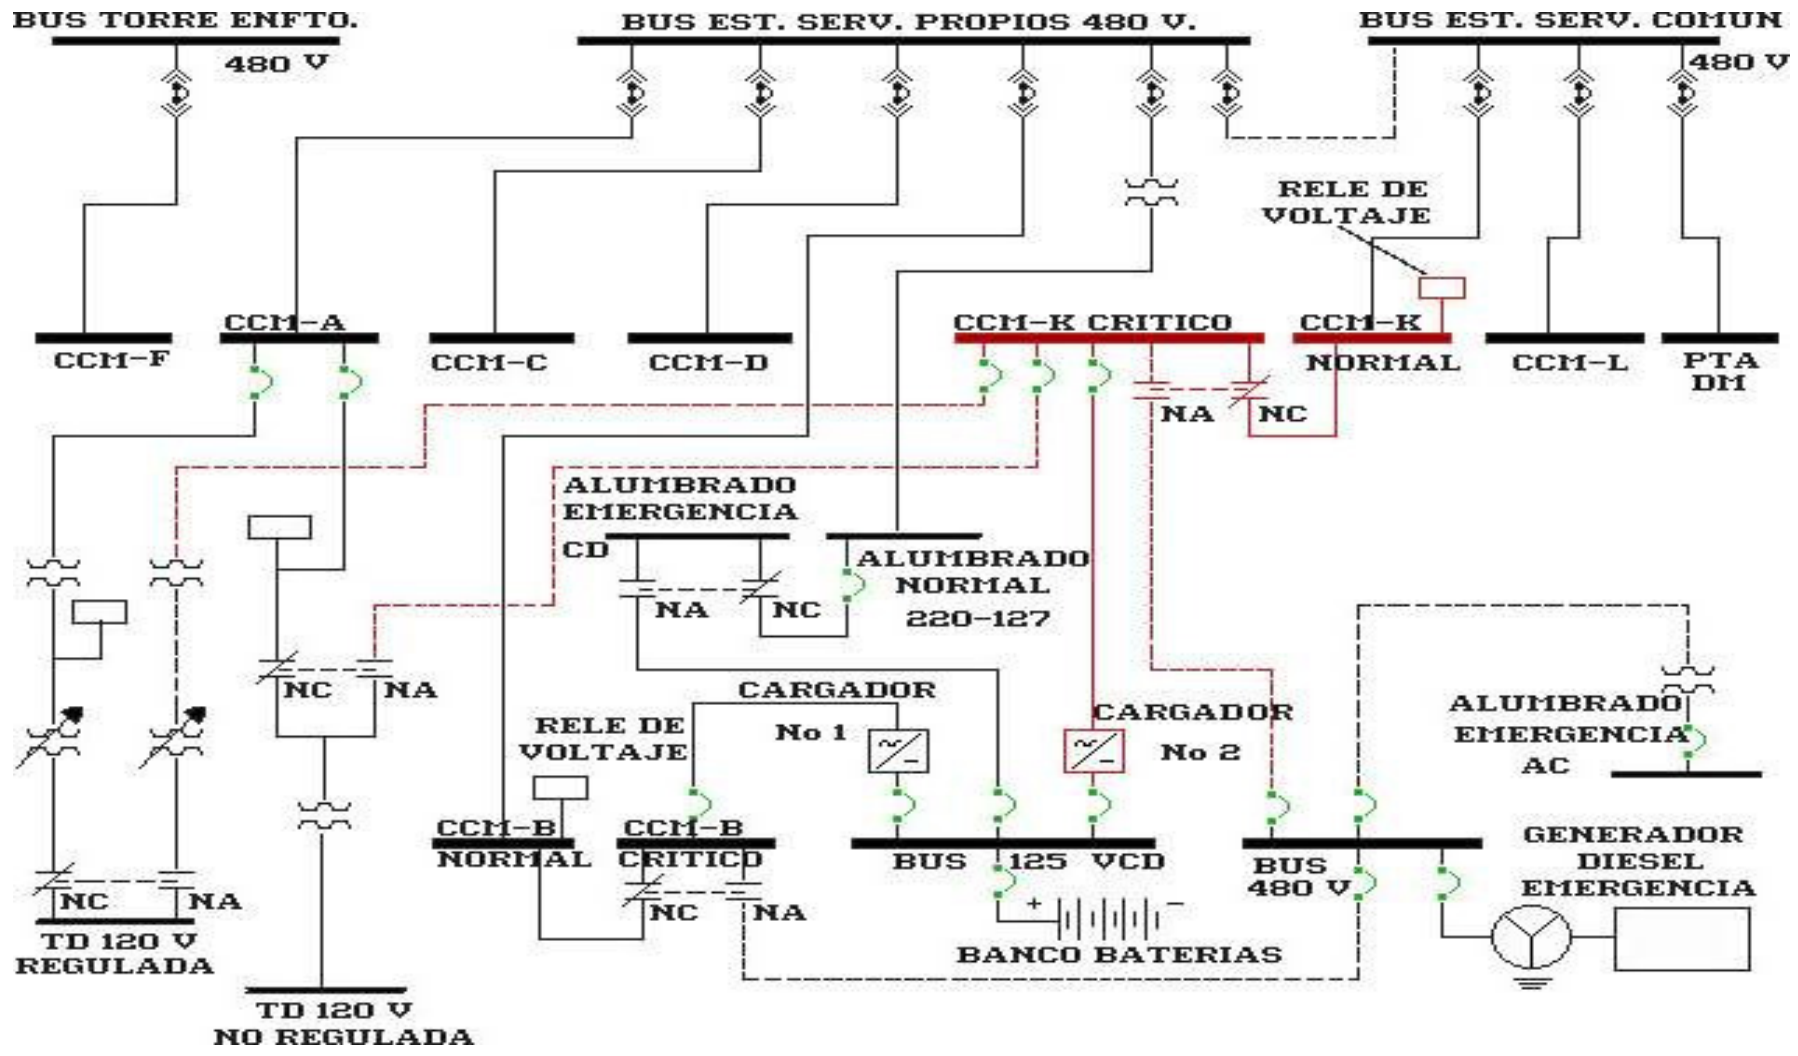 BUS TORRE ENFTO.
480 V
BUS EST. SERV. PROPIOS 480 V.
BUS EST. SERV. COMUN
480 V
RELE DE
VOLTAJE
CCM-F
CCM-A
CCM-C
CCM-D
CCM-K CRITICO
CCM-K
NORMAL
CCM-L
PTA
DM
NA
NC
ALUMBRADO
EMERGENCIA
CD
NA
NC
ALUMBRADO
NORMAL
220-127
NC
NA
CARGADOR
No 1
RELE DE
VOLTAJE
CARGADOR
No 2
ALUMBRADO
EMERGENCIA
AC
CCM-B
NORMAL
CCM-B
CRITICO
NC
NA
BUS 125 VCD
+
-
BANCO BATERIAS
BUS
480 V
GENERADOR
DIESEL
EMERGENCIA
NC
NA
TD 120 V
REGULADA
TD 120 V
NO REGULADA